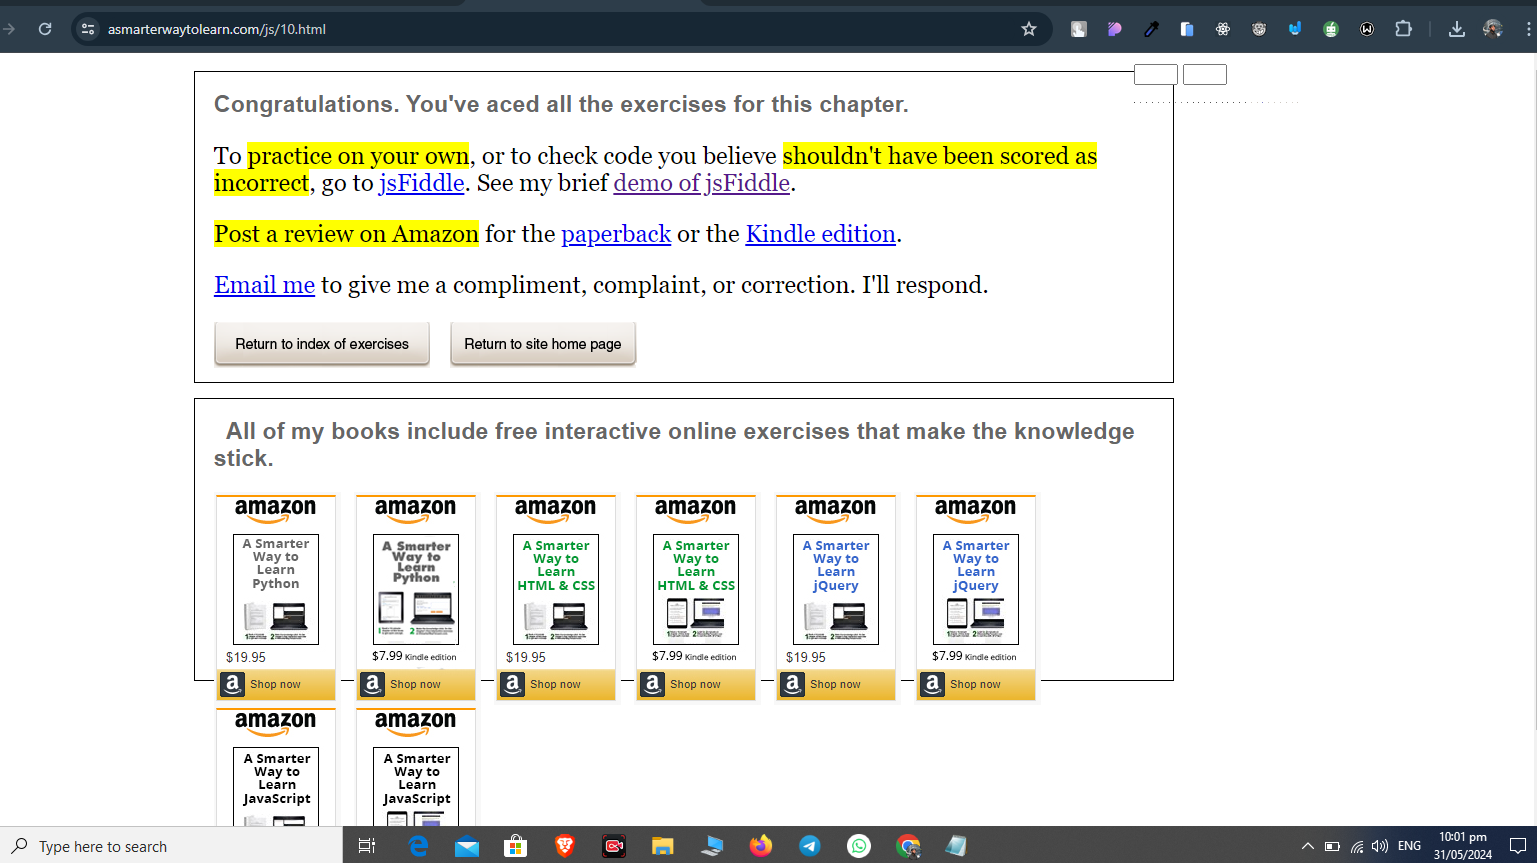 asmarterwaytolearn.com/js/10.html
Congratulations. You've aced all the exercises for this chapter.
To practice on your own, or to check code you believe shouldn't have been scored as
incorrect, go to jsFiddle. See my brief demo of jsFiddle.
Post a review on Amazon for the paperback or the Kindle edition.
Email me to give me a compliment, complaint, or correction. I'll respond.
Return to index of exercises Return to site home page
All of my books include free interactive online exercises that make the knowledge
stick.
amazon amazon amazon amazon amazon amazon
A Smarter A Smarter A Smarter A Smarter A Smarter A Smarter
Way to Way to Way to Way to Way to Way to
Learn Learn Learn Learn Learn Learn
Python Python HTML & CSS HTML & CSS jQuery jQuery
$19.95 $7.99 Kindle edition $19.95 $7.99 Kindle edition $19.95 $7.99 Kindle edition
a Shop now a Shop now a Shop now a Shop now a Shop now a Shop now
amazon amazon
A Smarter A Smarter
Way to Way to
Learn Learn
JavaScript JavaScript
Type here to search
ENG
10:01 pm
31/05/2024